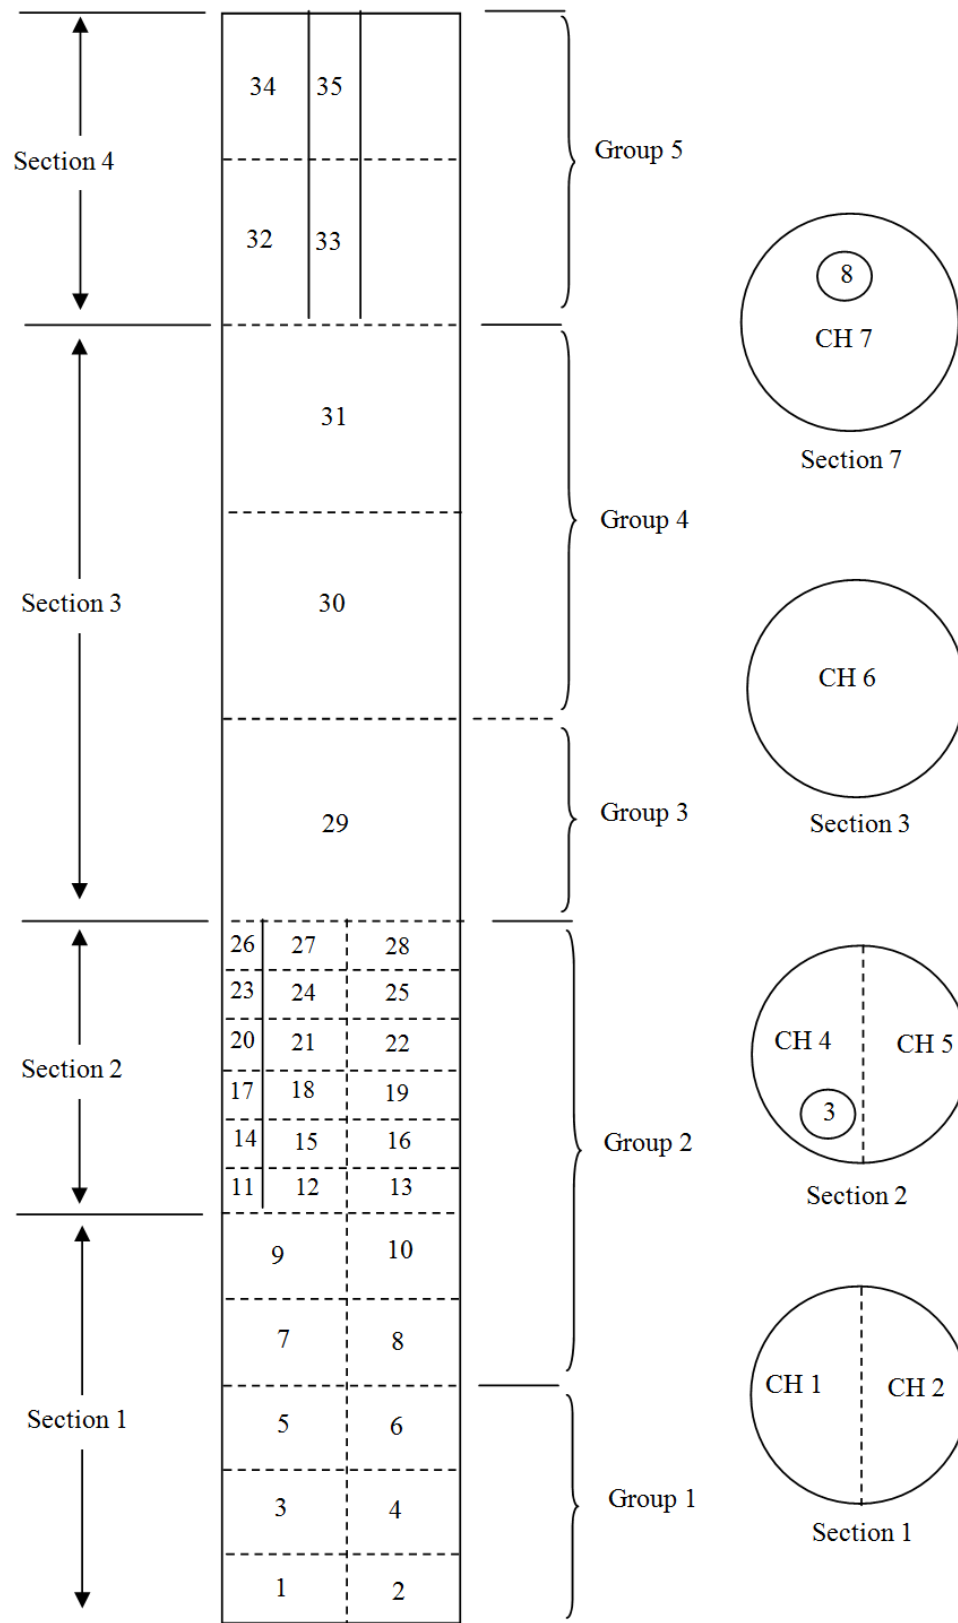 34 35
Group 5
Section 4
32 33
8
CH 7
Section 7
31
Group 4
30
Section 3
CH 6
Section 3
29
Group 3
26 27 28
23 24 25
20 21 22
Section 2
17 18 19
14 15 16
11 12 13
Group 2
CH 4 CH 5
3
Section 2
9 10
7 8
Section 1
5 6
3 4
1 2
Group 1
CH 1 CH 2
Section 1